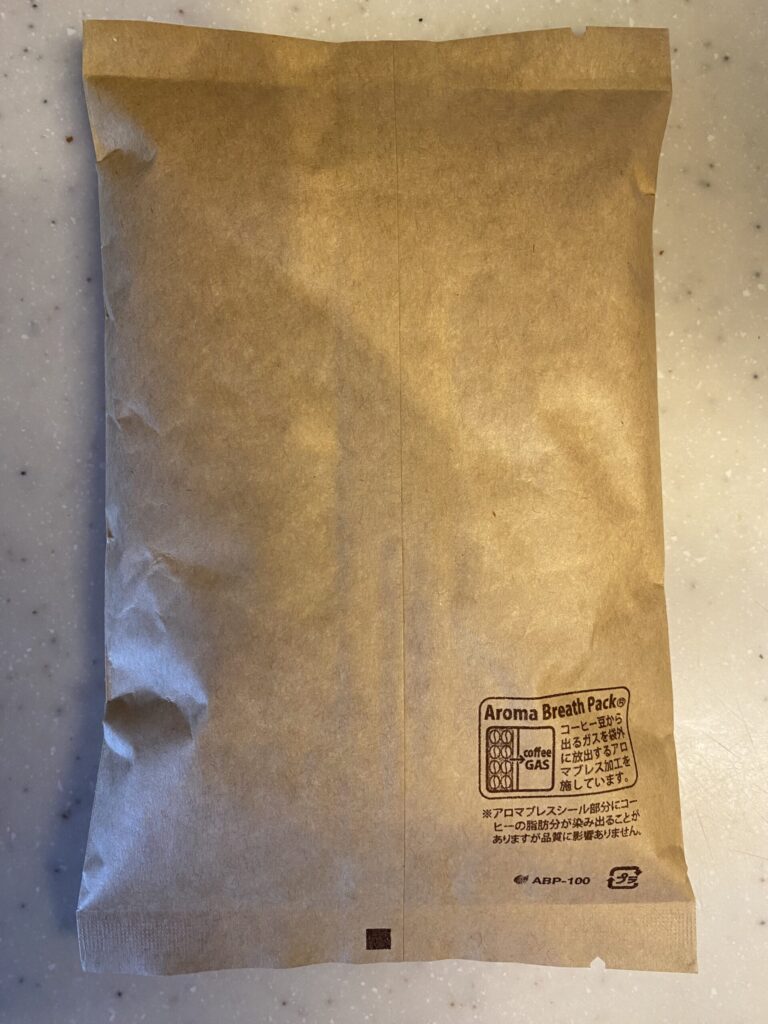 Aroma Breath Pack®
コーヒー豆から
出るガスを袋外
に放出するアロ
マブレス加工を
施しています。
coffee
GAS
※アロマブレスシール部分にコー
ヒーの脂肪分が染み出ることが
ありますが品質に影響ありません。
ABP-100
プラ